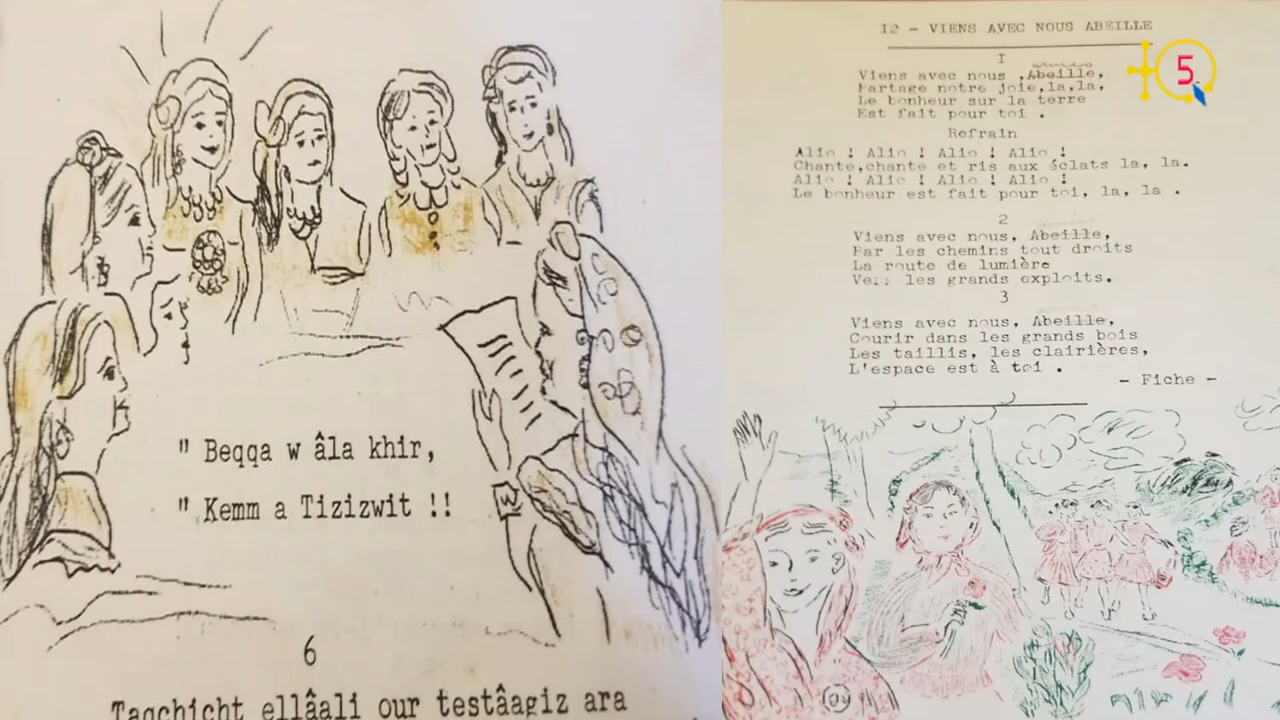 " Beqqa w âla khir,
" Kemm a Tizizwit !!
6
Taqchicht ellâali our testâagiz ara
I2 - VIENS AVEC NOUS ABEILLE
I
Viens avec nous ,Abeille,
Partage notre joie,la,la,
Le bonheur sur la terre
Est fait pour toi .
Refrain
Alio ! Alio ! Alio ! Alio !
Chante,chante et ris aux éclats la, la.
Alio ! Alio ! Alio ! Alio !
Le bonheur est fait pour toi, la, la .
2
Viens avec nous, Abeille,
Par les chemins tout droits
La route de lumière
Vers les grands exploits.
3
Viens avec nous, Abeille,
Courir dans les grands bois
Les taillis, les clairières,
L'espace est à toi .
- Fiche -
5